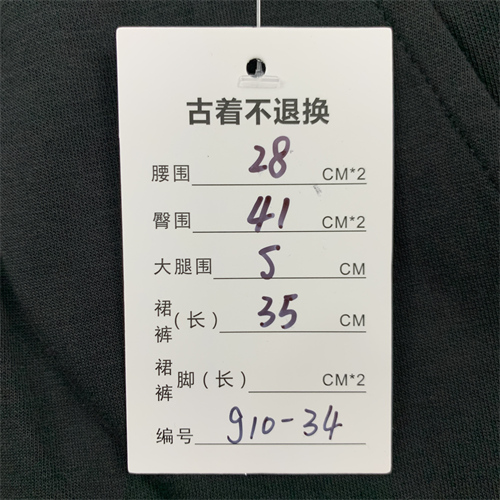 古着不退换
腰围 28 CM*2
臀围 41 CM*2
大腿围 5 CM
裙裤(长) 35 CM
裙裤脚(长) CM*2
编号 910-34